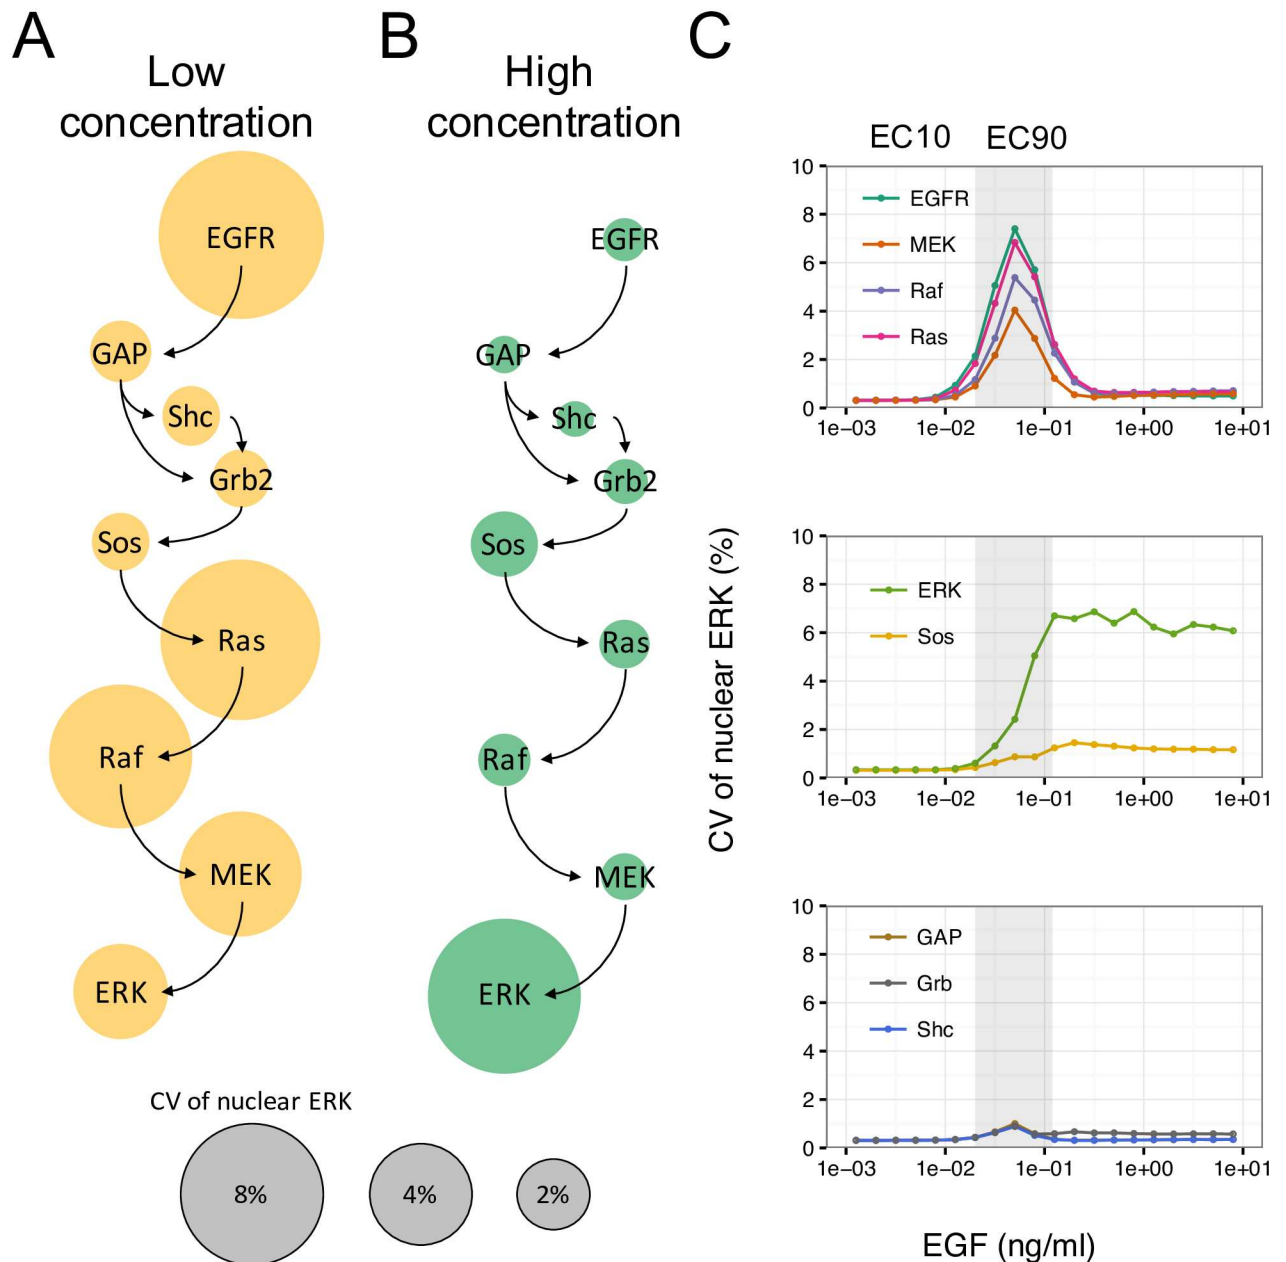 A
Low
concentration
EGFR
GAP
Shc
Grb2
Sos
Ras
Raf
MEK
ERK
B
High
concentration
EGFR
GAP
Shc
Grb2
Sos
Ras
Raf
MEK
ERK
CV of nuclear ERK
8%
4%
2%
C
EC10
EC90
CV of nuclear ERK (%)
10
8
6
4
2
0
EGFR
MEK
Raf
Ras
1e−03 1e−02 1e−01 1e+00 1e+01
10
8
6
4
2
0
ERK
Sos
1e−03 1e−02 1e−01 1e+00 1e+01
10
8
6
4
2
0
GAP
Grb
Shc
1e−03 1e−02 1e−01 1e+00 1e+01
EGF (ng/ml)